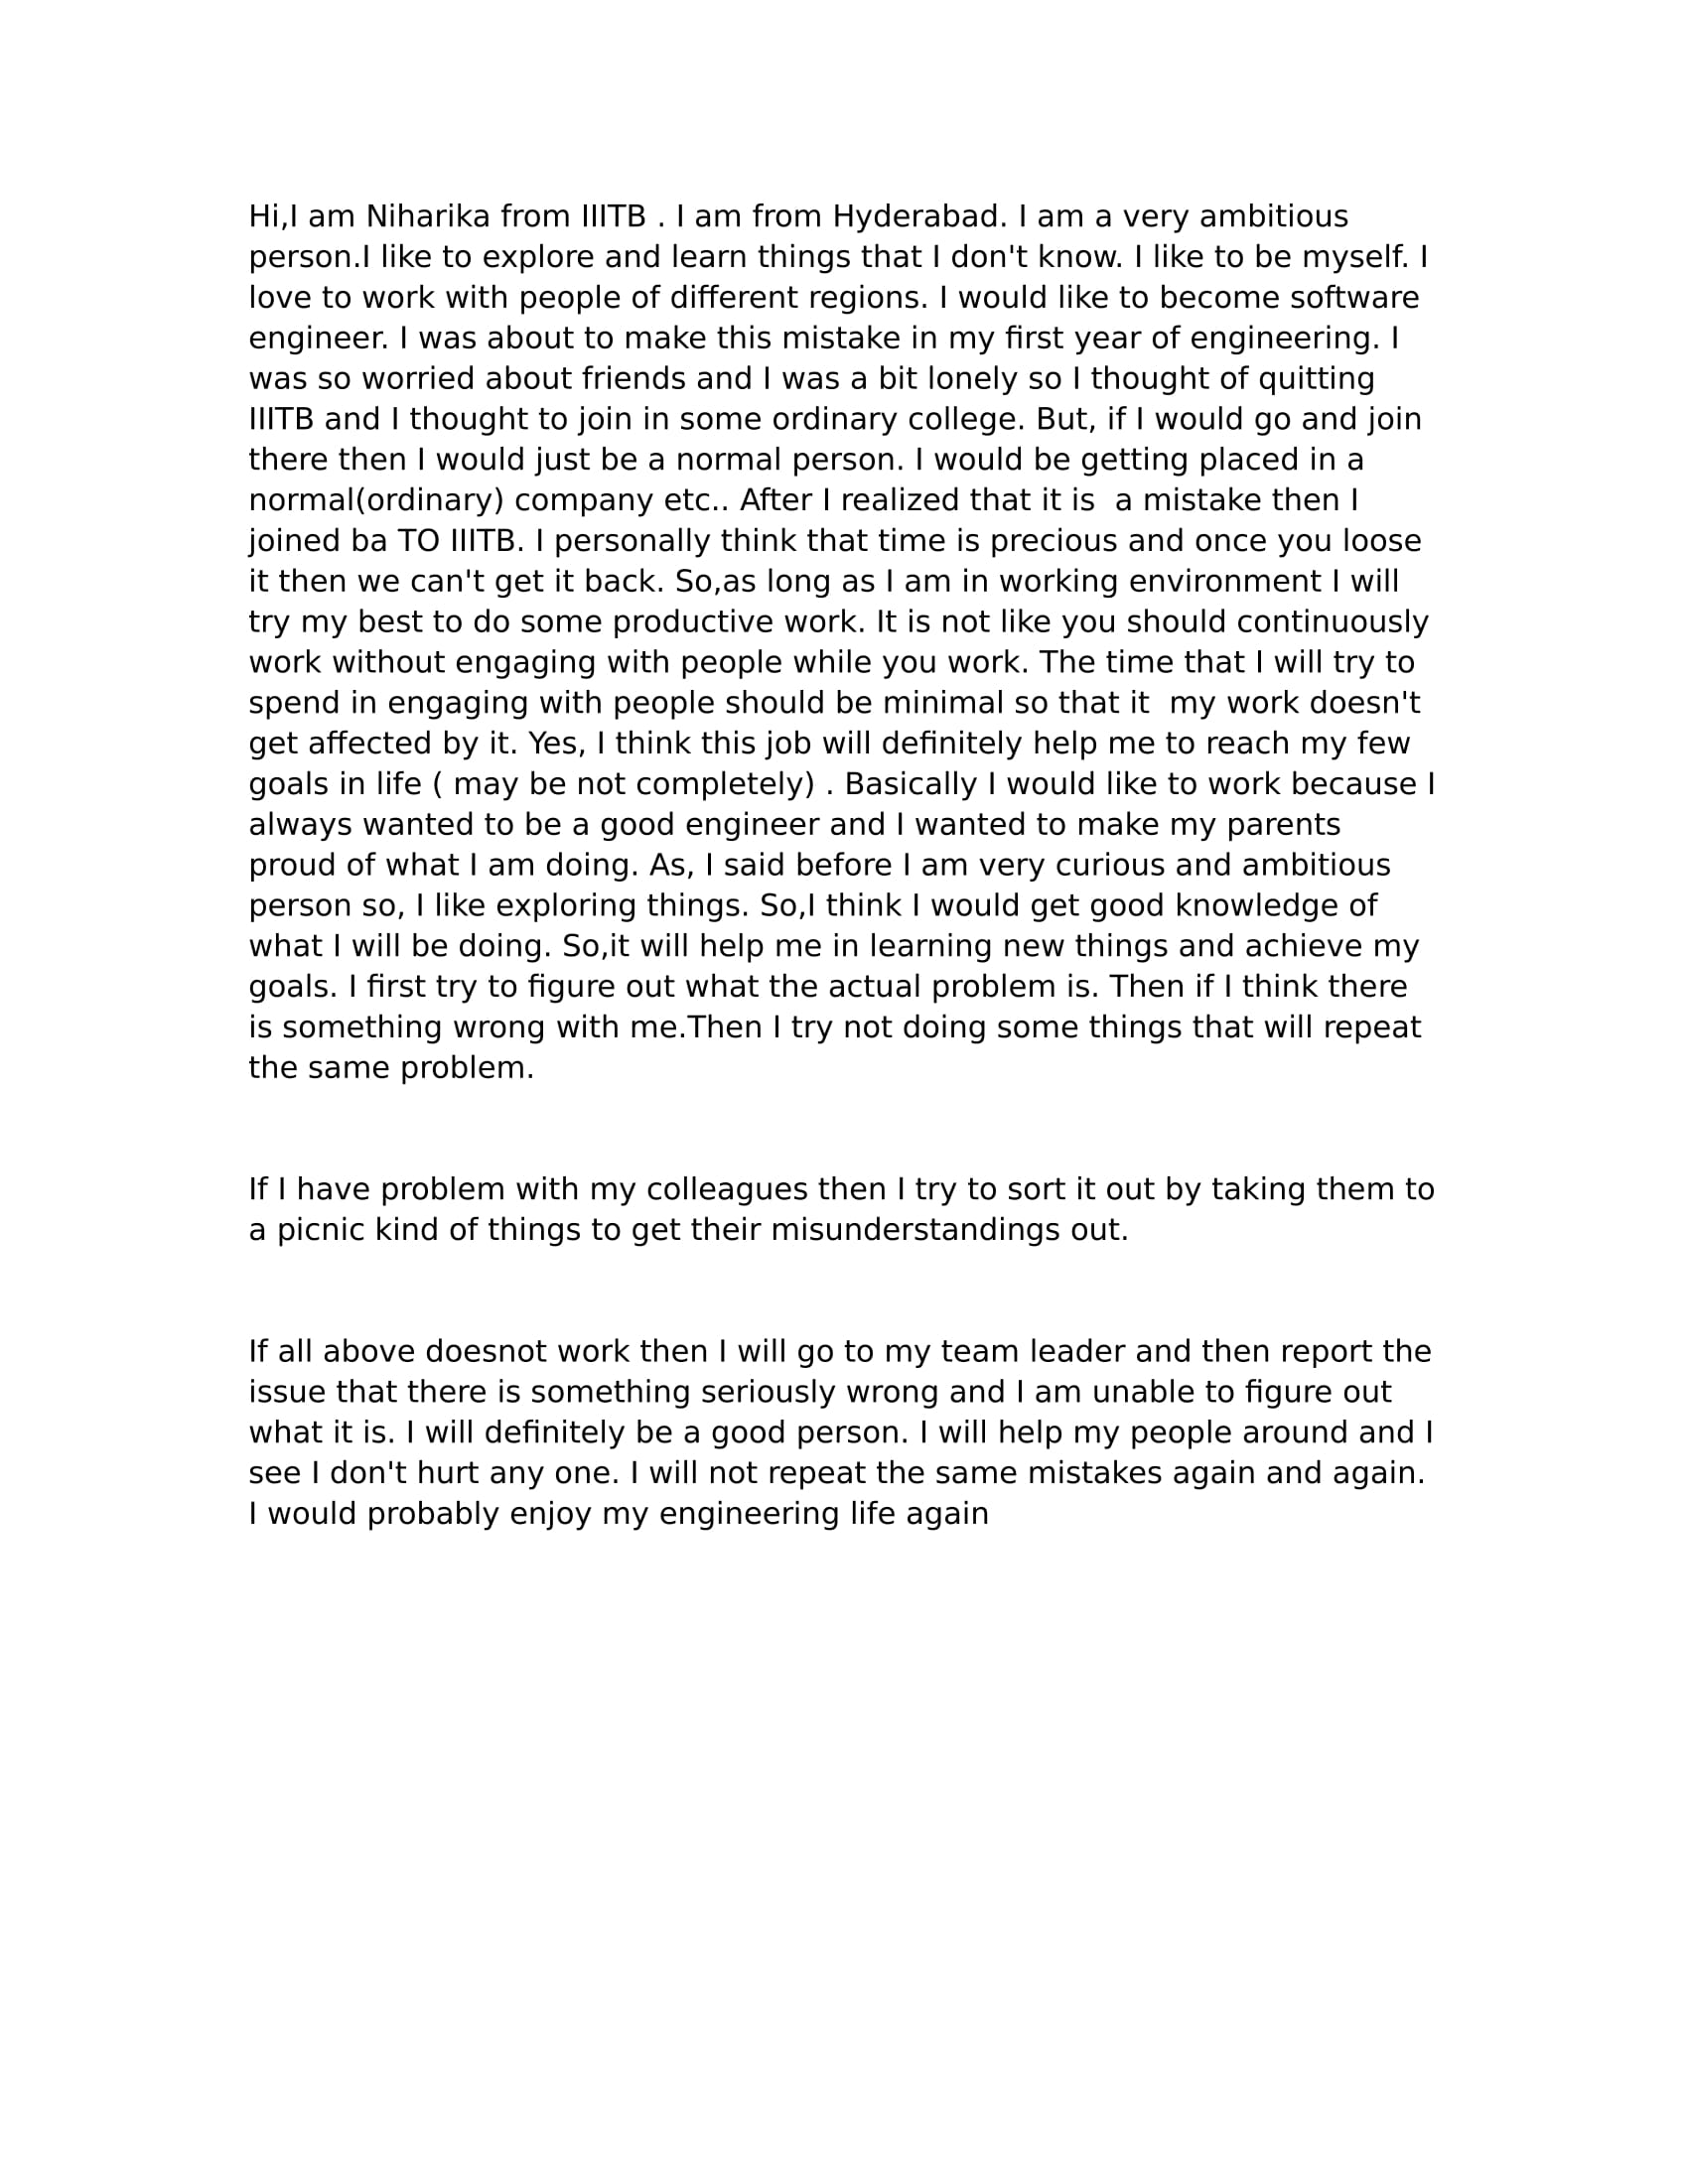 Hi,I am Niharika from IIITB . I am from Hyderabad. I am a very ambitious
person.I like to explore and learn things that I don't know. I like to be myself. I
love to work with people of different regions. I would like to become software
engineer. I was about to make this mistake in my first year of engineering. I
was so worried about friends and I was a bit lonely so I thought of quitting
IIITB and I thought to join in some ordinary college. But, if I would go and join
there then I would just be a normal person. I would be getting placed in a
normal(ordinary) company etc.. After I realized that it is  a mistake then I
joined ba TO IIITB. I personally think that time is precious and once you loose
it then we can't get it back. So,as long as I am in working environment I will
try my best to do some productive work. It is not like you should continuously
work without engaging with people while you work. The time that I will try to
spend in engaging with people should be minimal so that it  my work doesn't
get affected by it. Yes, I think this job will definitely help me to reach my few
goals in life ( may be not completely) . Basically I would like to work because I
always wanted to be a good engineer and I wanted to make my parents
proud of what I am doing. As, I said before I am very curious and ambitious
person so, I like exploring things. So,I think I would get good knowledge of
what I will be doing. So,it will help me in learning new things and achieve my
goals. I first try to figure out what the actual problem is. Then if I think there
is something wrong with me.Then I try not doing some things that will repeat
the same problem.
If I have problem with my colleagues then I try to sort it out by taking them to
a picnic kind of things to get their misunderstandings out.
If all above doesnot work then I will go to my team leader and then report the
issue that there is something seriously wrong and I am unable to figure out
what it is. I will definitely be a good person. I will help my people around and I
see I don't hurt any one. I will not repeat the same mistakes again and again.
I would probably enjoy my engineering life again